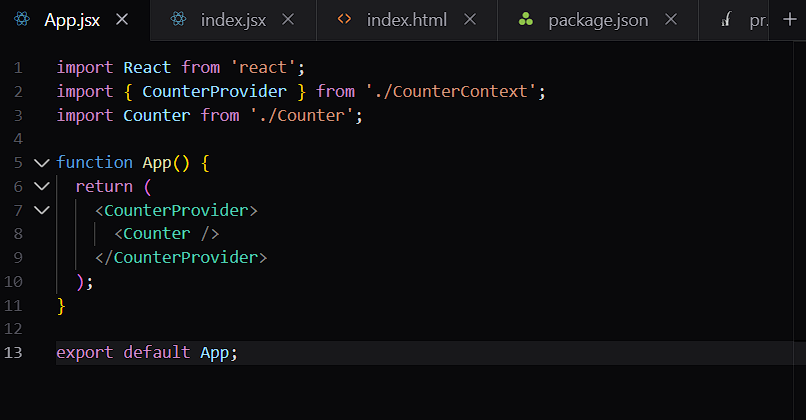 App.jsx index.jsx <> index.html package.json pr. +
1 import React from 'react';
2 import { CounterProvider } from './CounterContext';
3 import Counter from './Counter';
4
5 function App() {
6 return (
7 <CounterProvider>
8 <Counter />
9 </CounterProvider>
10 );
11 }
12
13 export default App;